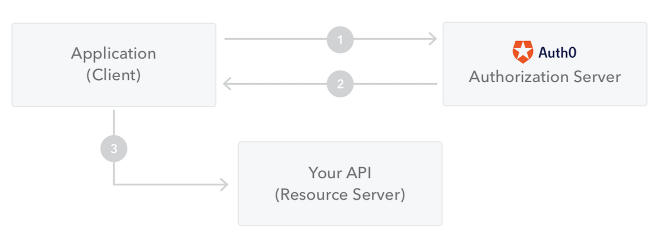 Application
(Client)
1
Auth0
Authorization Server
2
3
Your API
(Resource Server)